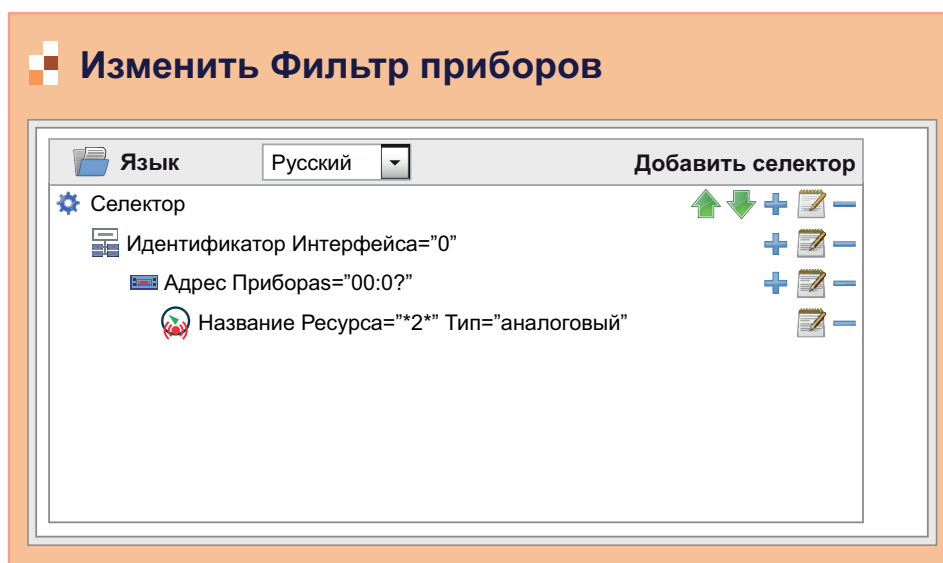 Изменить Фильтр приборов
Язык Русский Добавить селектор
Селектор
Идентификатор Интерфейса=”0”
Адрес Приборas=”00:0?”
Название Ресурса=”*2*” Тип=”аналоговый”